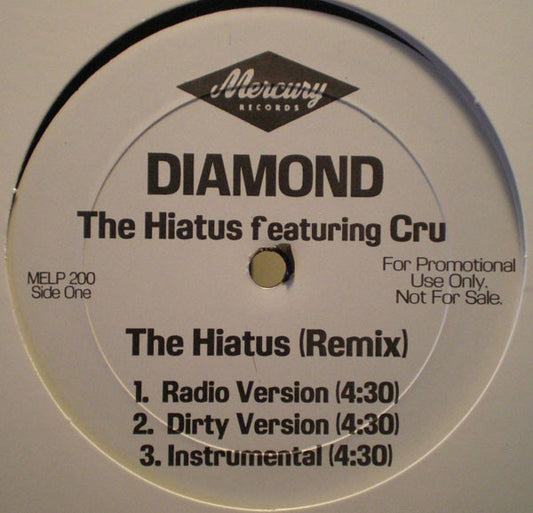 Mercury
RECORDS
DIAMOND
The Hiatus featuring Cru
MELP 200
Side One
For Promotional
Use Only.
Not For Sale.
The Hiatus (Remix)
1. Radio Version (4:30)
2. Dirty Version (4:30)
3. Instrumental (4:30)